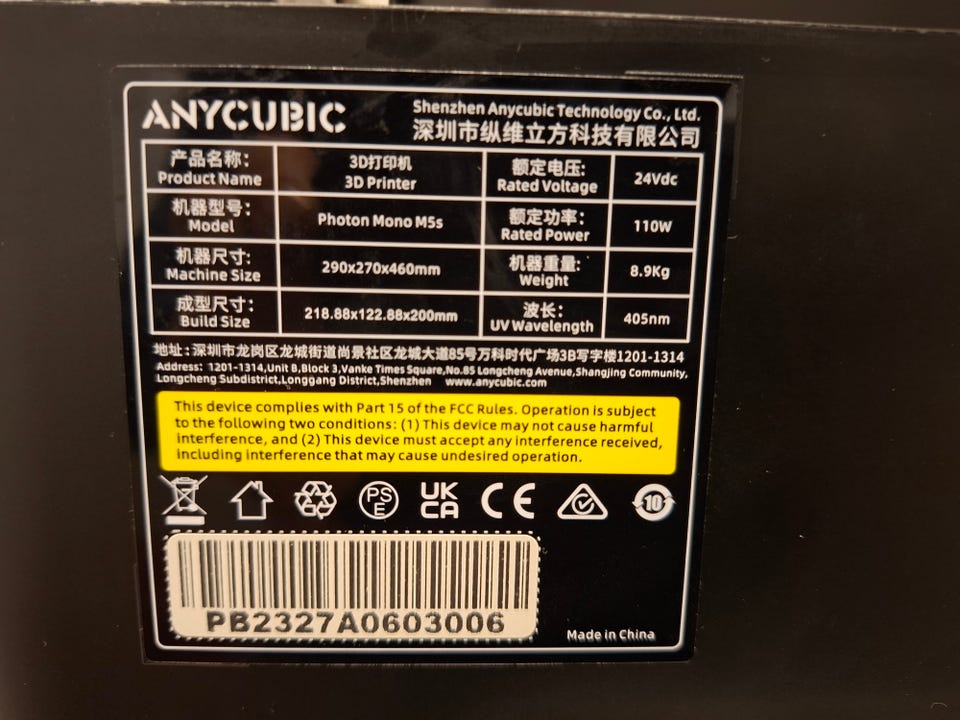 ANYCUBIC
Shenzhen Anycubic Technology Co., Ltd.
深圳市纵维立方科技有限公司
产品名称: 3D打印机 额定电压: 24Vdc
Product Name 3D Printer Rated Voltage
机器型号: Photon Mono M5s 额定功率: 110W
Model Rated Power
机器尺寸: 290x270x460mm 机器重量: 8.9Kg
Machine Size Weight
成型尺寸: 218.88x122.88x200mm 波长: 405nm
Build Size UV Wavelength
地址:深圳市龙岗区龙城街道尚景社区龙城大道85号万科时代广场3B写字楼1201-1314
Address: 1201-1314,Unit B,Block 3,Vanke Times Square,No.85 Longcheng Avenue,Shangjing Community,
Longcheng Subdistrict,Longgang District,Shenzhen www.anycubic.com
This device complies with Part 15 of the FCC Rules. Operation is subject
to the following two conditions: (1) This device may not cause harmful
interference, and (2) This device must accept any interference received,
including interference that may cause undesired operation.
PS E UK CA CE 10
PB2327A0603006
Made in China